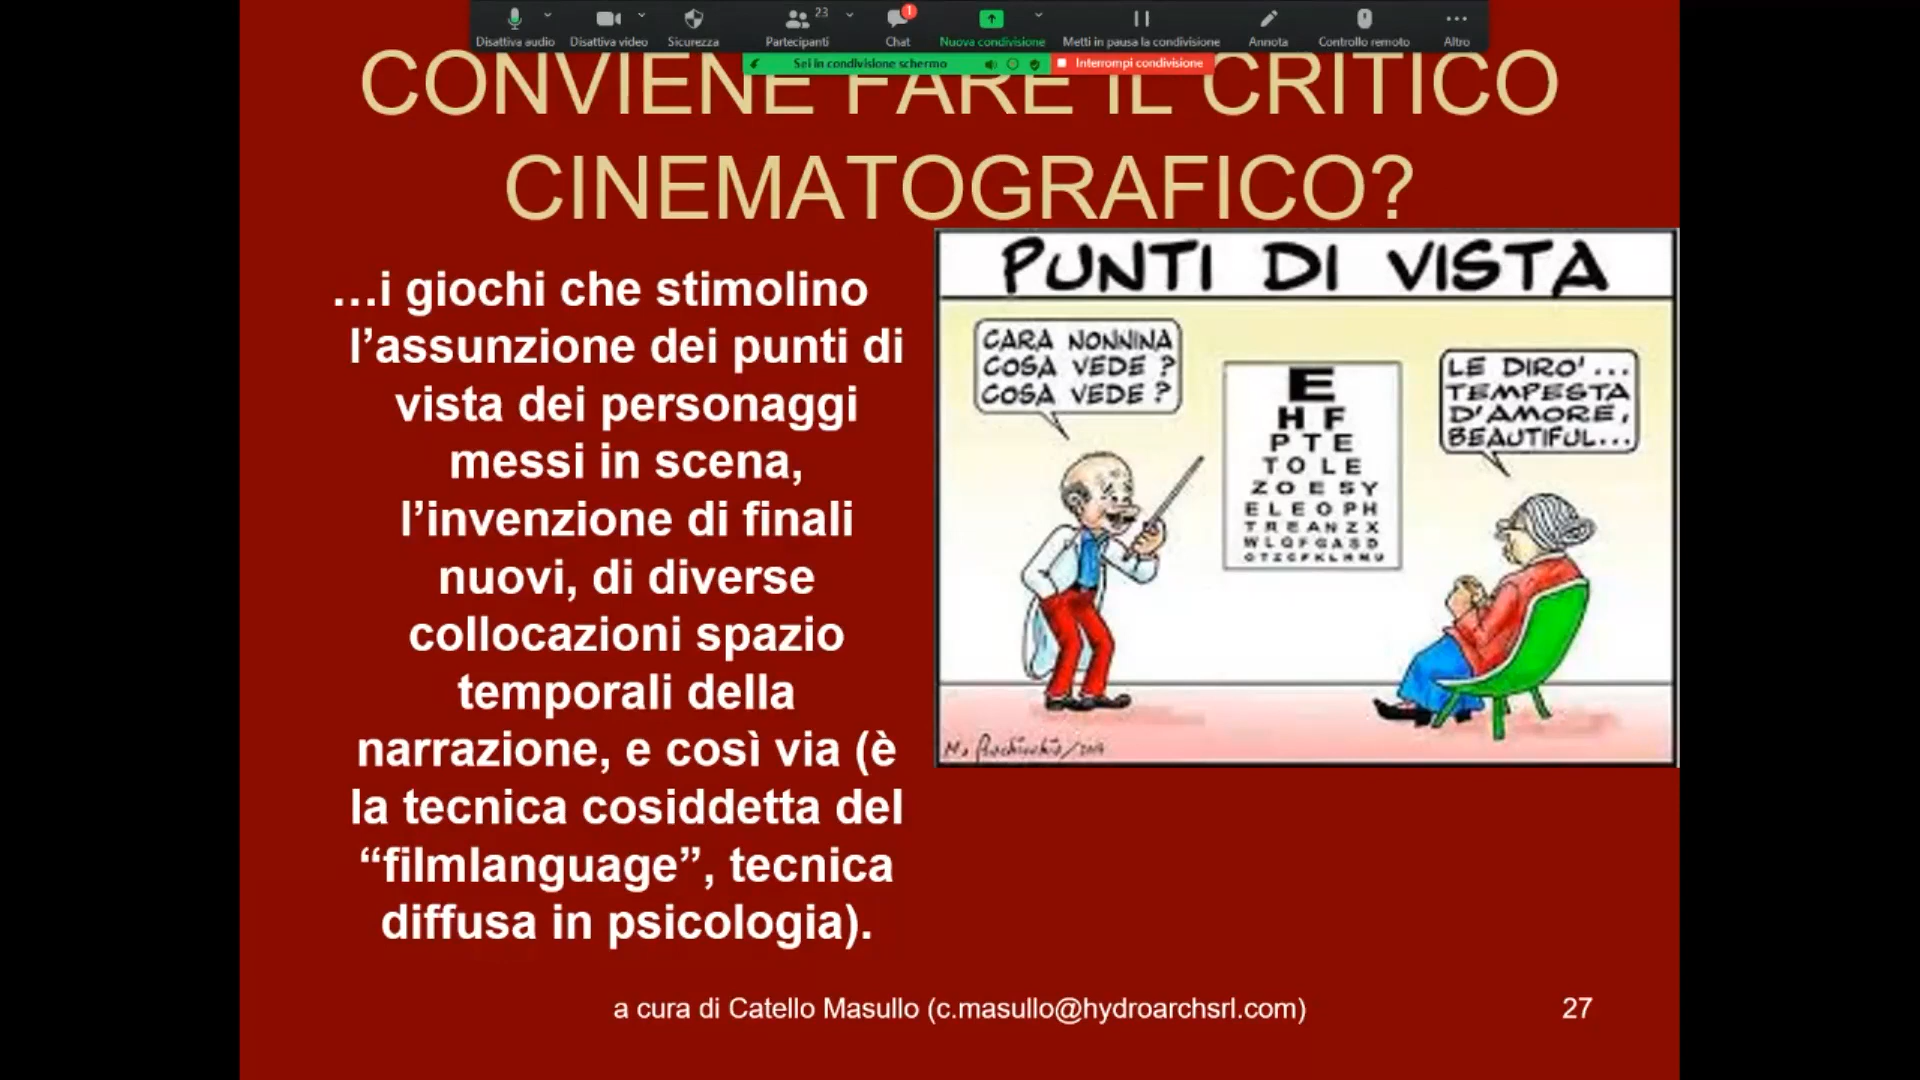 Disattiva audio
Disattiva video
Sicurezza
Partecipanti
23
Chat
1
Nuova condivisione
Metti in pausa la condivisione
Annota
Controllo remoto
Altro
Sei in condivisione schermo
Interrompi condivisione
CONVIENE FARE IL CRITICO
CINEMATOGRAFICO?
…i giochi che stimolino
l’assunzione dei punti di
vista dei personaggi
messi in scena,
l’invenzione di finali
nuovi, di diverse
collocazioni spazio
temporali della
narrazione, e così via (è
la tecnica cosiddetta del
“filmlanguage”, tecnica
diffusa in psicologia).
PUNTI DI VISTA
CARA NONNINA
COSA VEDE ?
COSA VEDE ?
E
H F
P T E
T O L E
Z O E S Y
E L E O P H
T R E A N Z X
LE DIRO' ...
TEMPESTA
D'AMORE,
BEAUTIFUL...
a cura di Catello Masullo (c.masullo@hydroarchsrl.com)
27